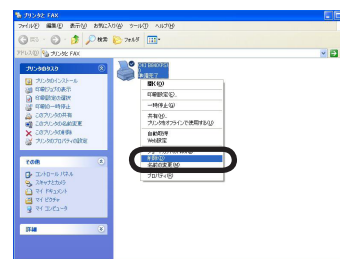 プリンタと FAX
ファイル(F) 編集(E) 表示(V) お気に入り(A) ツール(T) ヘルプ(H)
戻る 検索 フォルダ
アドレス(D) プリンタと FAX
プリンタのタスク
プリンタのインストール
印刷ジョブの表示
印刷設定の選択
印刷の一時停止
このプリンタの共有
このプリンタの名前変更
このプリンタの削除
プリンタのプロパティの設定
その他
コントロール パネル
スキャナとカメラ
マイ ドキュメント
マイ ピクチャ
マイ コンピュータ
詳細
準備完了
開く(O)
印刷設定(E)...
一時停止(G)
共有(H)...
プリンタをオフラインで使用する(U)
自動取得
Web設定
削除(D)
名前の変更(M)
プロパティ(R)